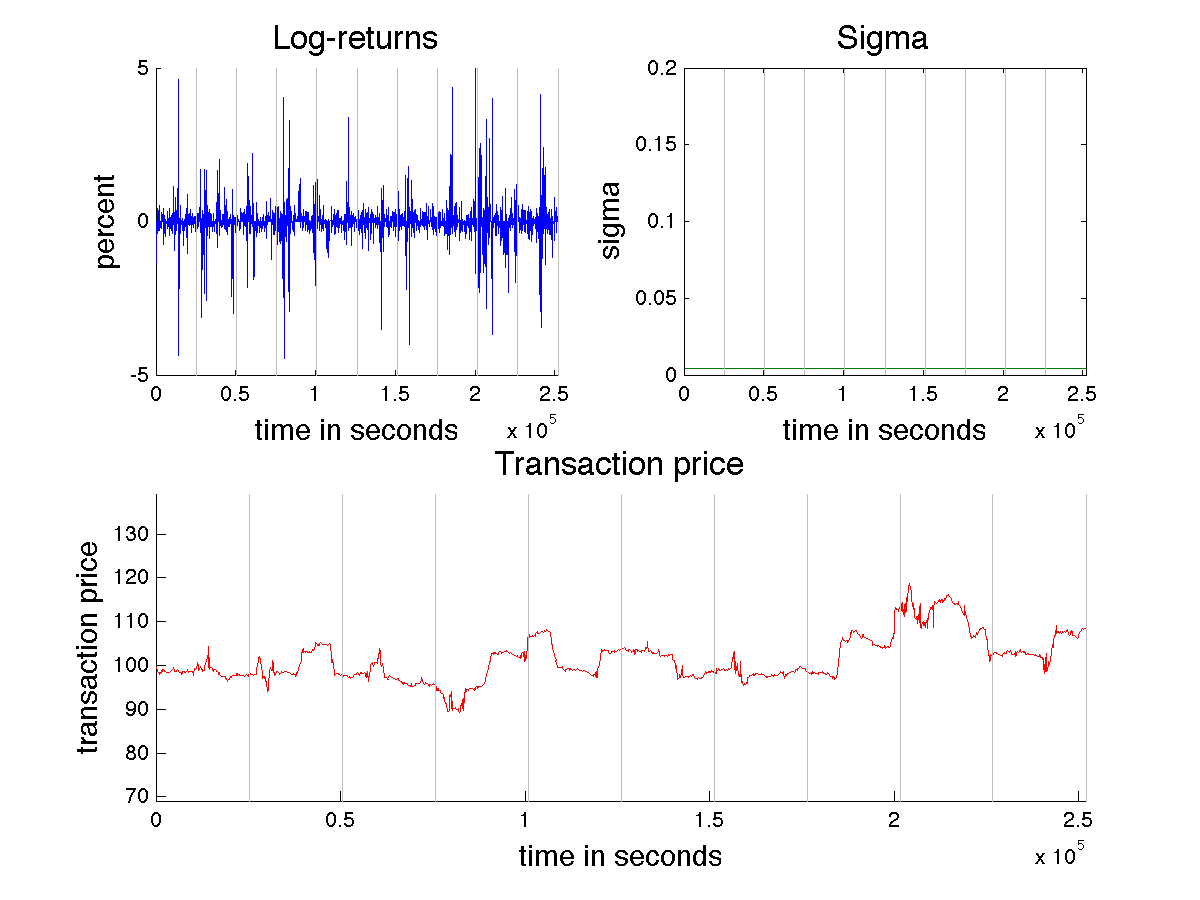 Log-returns
5
0
-5
percent
0 0.5 1 1.5 2 2.5
x 10^5
time in seconds
Sigma
0.2
0.15
0.1
0.05
0
sigma
0 0.5 1 1.5 2 2.5
x 10^5
time in seconds
Transaction price
130
120
110
100
90
80
70
transaction price
0 0.5 1 1.5 2 2.5
x 10^5
time in seconds